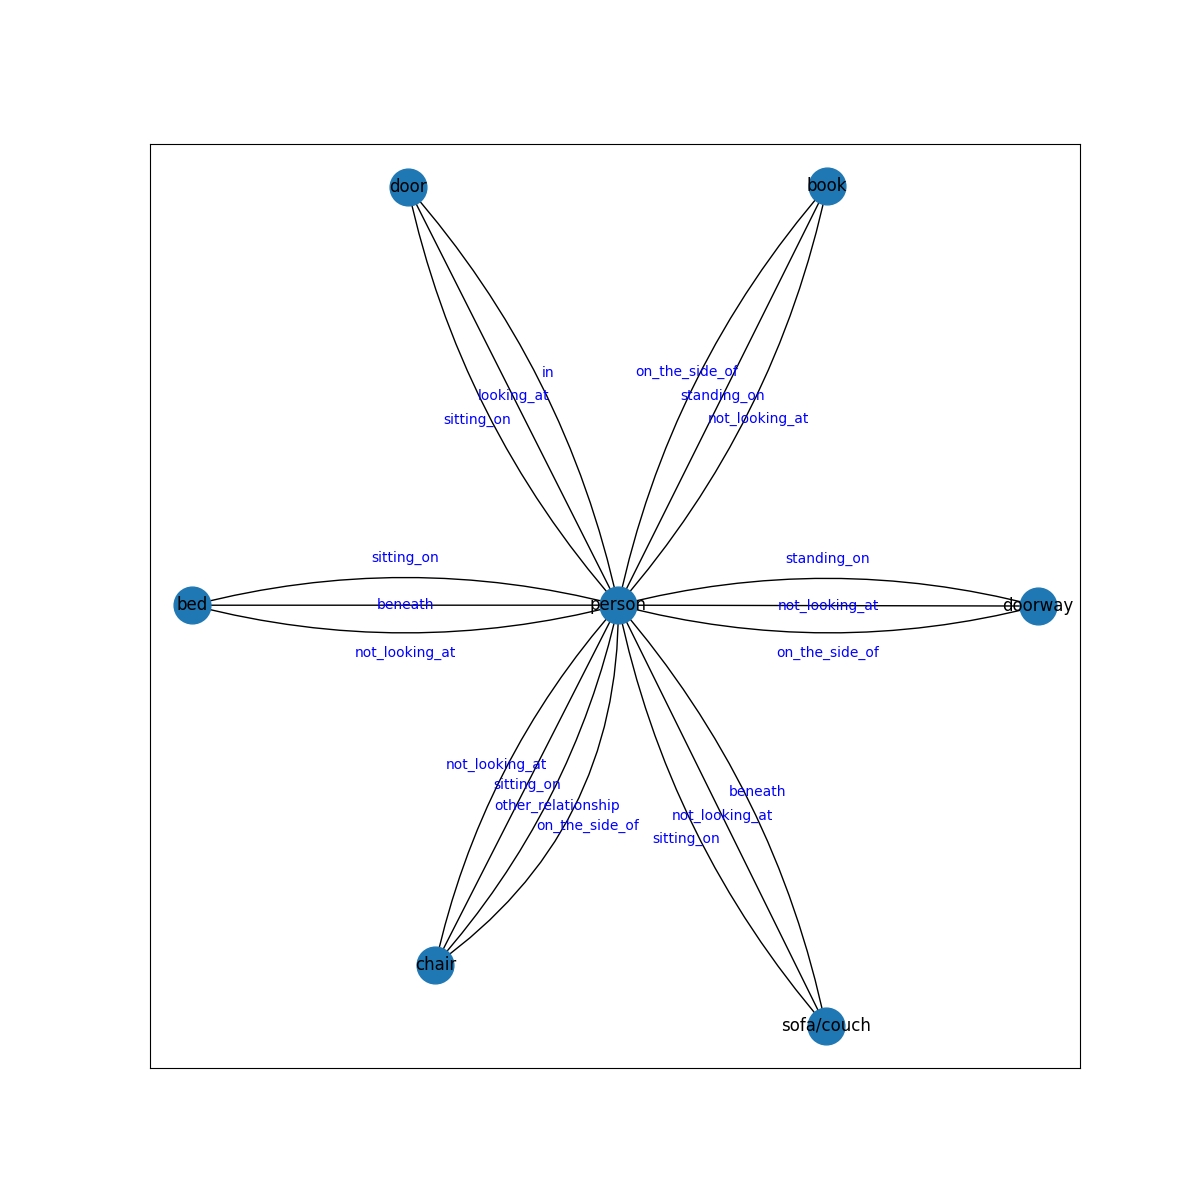 door
book
in
on_the_side_of
looking_at
standing_on
sitting_on
not_looking_at
sitting_on
standing_on
bed
beneath
person
not_looking_at
doorway
not_looking_at
on_the_side_of
not_looking_at
sitting_on
beneath
other_relationship
not_looking_at
on_the_side_of
sitting_on
chair
sofa/couch